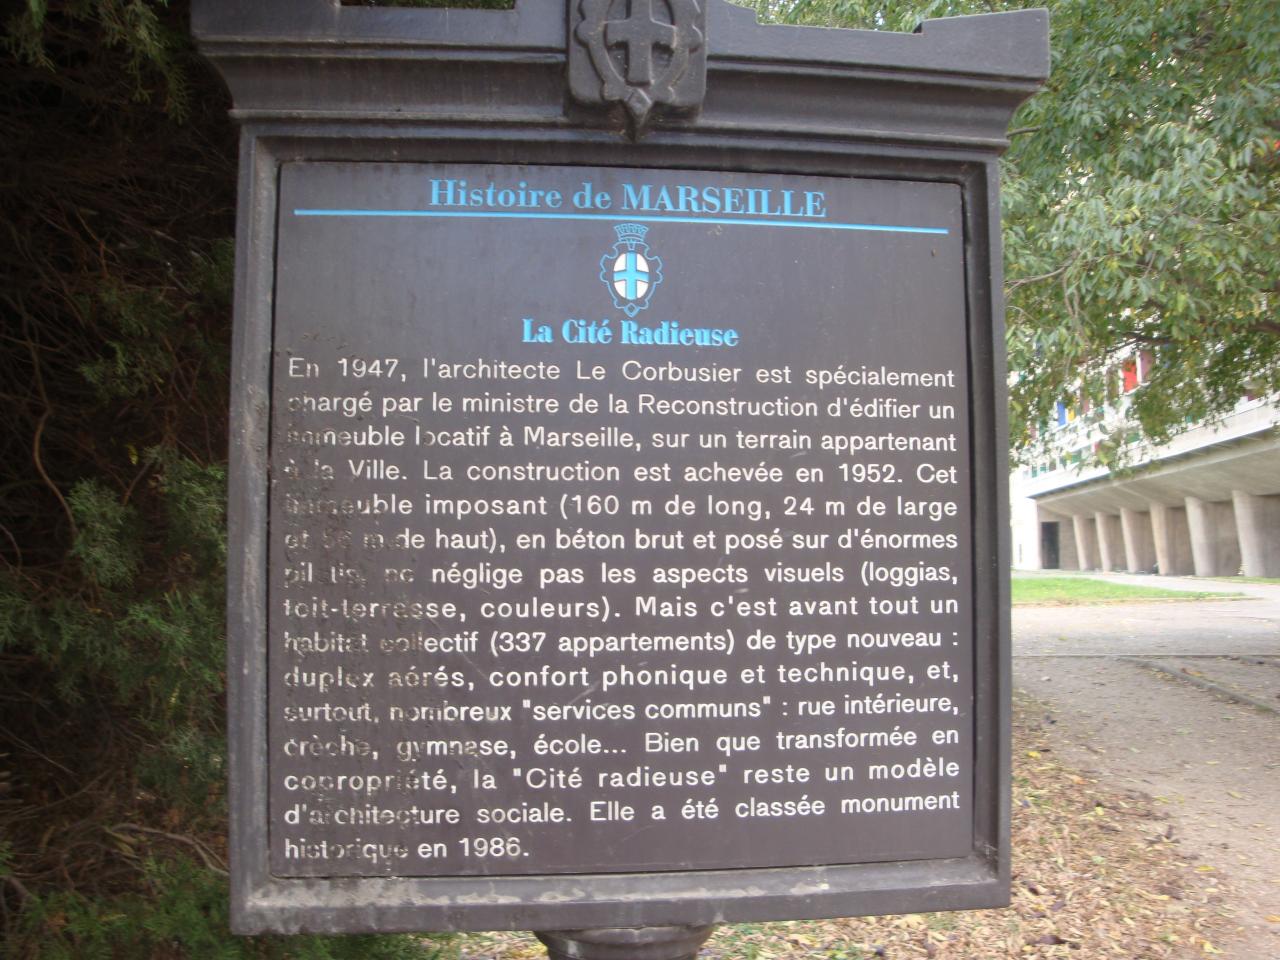 Histoire de MARSEILLE
La Cité Radieuse
En 1947, l'architecte Le Corbusier est spécialement
chargé par le ministre de la Reconstruction d'édifier un
immeuble locatif à Marseille, sur un terrain appartenant
à la Ville. La construction est achevée en 1952. Cet
immeuble imposant (160 m de long, 24 m de large
et 56 m de haut), en béton brut et posé sur d'énormes
pilotis, ne néglige pas les aspects visuels (loggias,
toit-terrasse, couleurs). Mais c'est avant tout un
habitat collectif (337 appartements) de type nouveau :
duplex aérés, confort phonique et technique, et,
surtout, nombreux "services communs" : rue intérieure,
crèche, gymnase, école... Bien que transformée en
copropriété, la "Cité radieuse" reste un modèle
d'architecture sociale. Elle a été classée monument
historique en 1986.